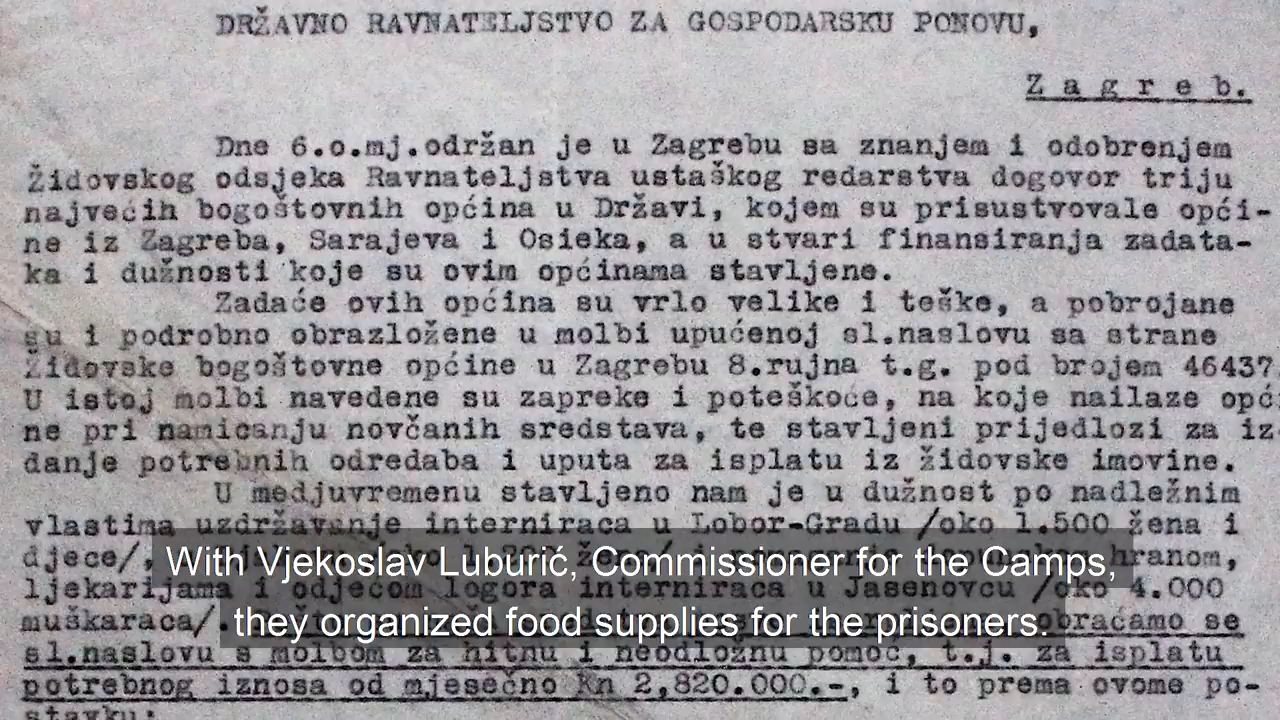 DRŽAVNO RAVNATELJSTVO ZA GOSPODARSKU PONOVU,
Z a g r e b.
Dne 6.o.mj.održan je u Zagrebu sa znanjem i odobrenjem
Židovskog odsjeka Ravnateljstva ustaškog redarstva dogovor triju
najvećih bogoštovnih općina u Državi, kojem su prisustvovale opći-
ne iz Zagreba, Sarajeva i Osieka, a u stvari finansiranja zadata-
ka i dužnosti koje su ovim općinama stavljene.
Zadaće ovih općina su vrlo velike i teške, a pobrojane
su i podrobno obrazložene u molbi upućenoj sl.naslovu sa strane
Židovske bogoštovne općine u Zagrebu 8.rujna t.g. pod brojem 46437
U istoj molbi navedene su zapreke i poteškoće, na koje nailaze opć
ne pri namicanju novčanih sredstava, te stavljeni prijedlozi za iz
danje potrebnih odredaba i uputa za isplatu iz židovske imovine.
U medjuvremenu stavljeno nam je u dužnost po nadležnim
vlastima uzdržavanje interniraca u Lobor-Gradu /oko 1.500 žena i
djece/, hranom,
With Vjekoslav Luburić, Commissioner for the Camps,
ljekarijama i odjećom logora interniraca u Jasenovcu /oko 4.000
muškaraca/. obraćamo se
they organized food supplies for the prisoners.
sl.naslovu s molbom za hitnu i neodložnu pomoć, t.j. za isplatu
potrebnog iznosa od mjesečno Kn 2,820.000.-, i to prema ovome po-
stavku: